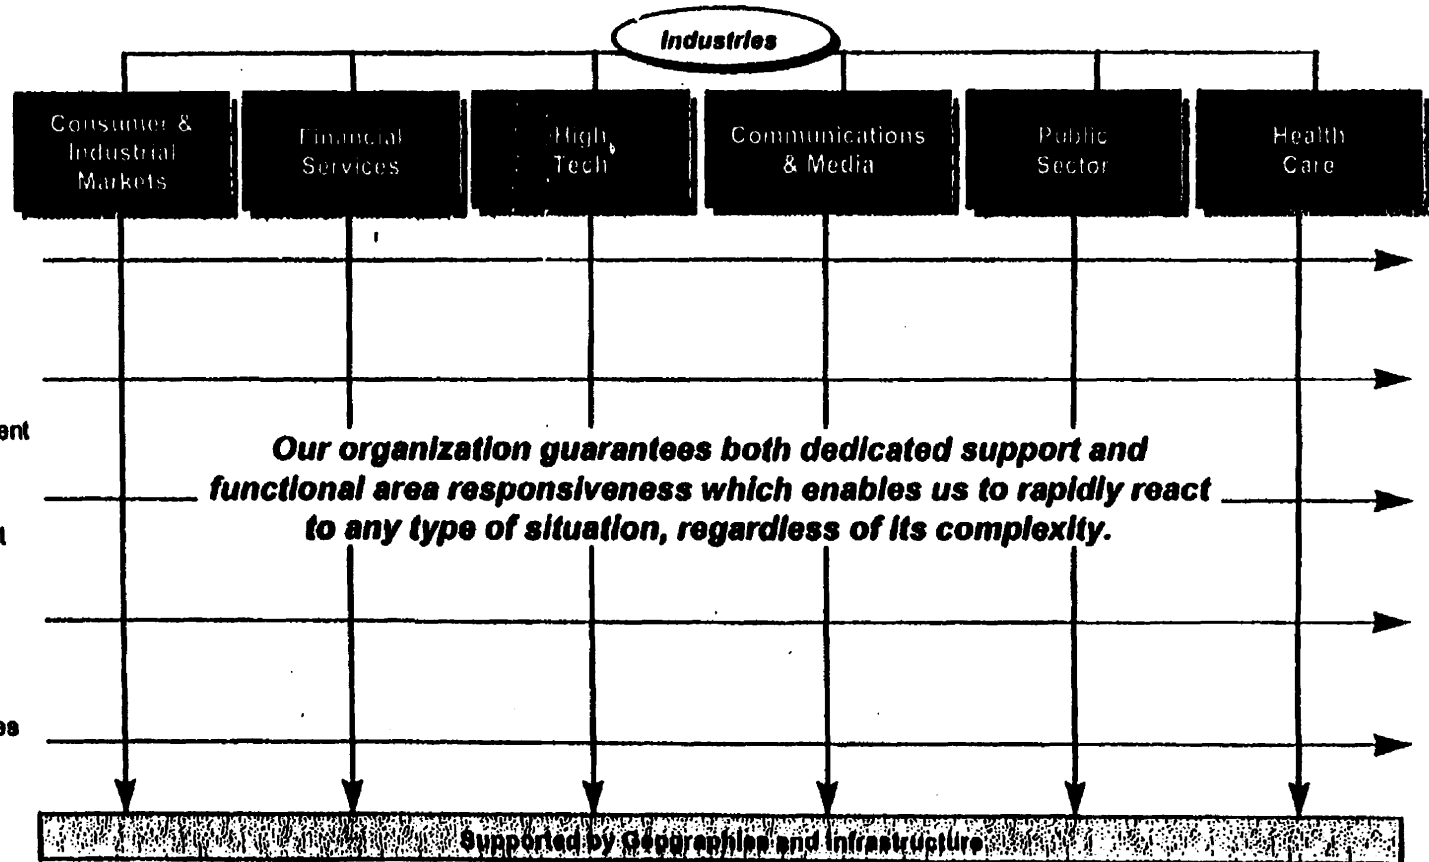 Industries
Consumer &
Industrial
Markets
Financial
Services
High
Tech
Communications
& Media
Public
Sector
Health
Care
Our organization guarantees both dedicated support and
functional area responsiveness which enables us to rapidly react
to any type of situation, regardless of its complexity.
Supported by Geographies and Infrastructure